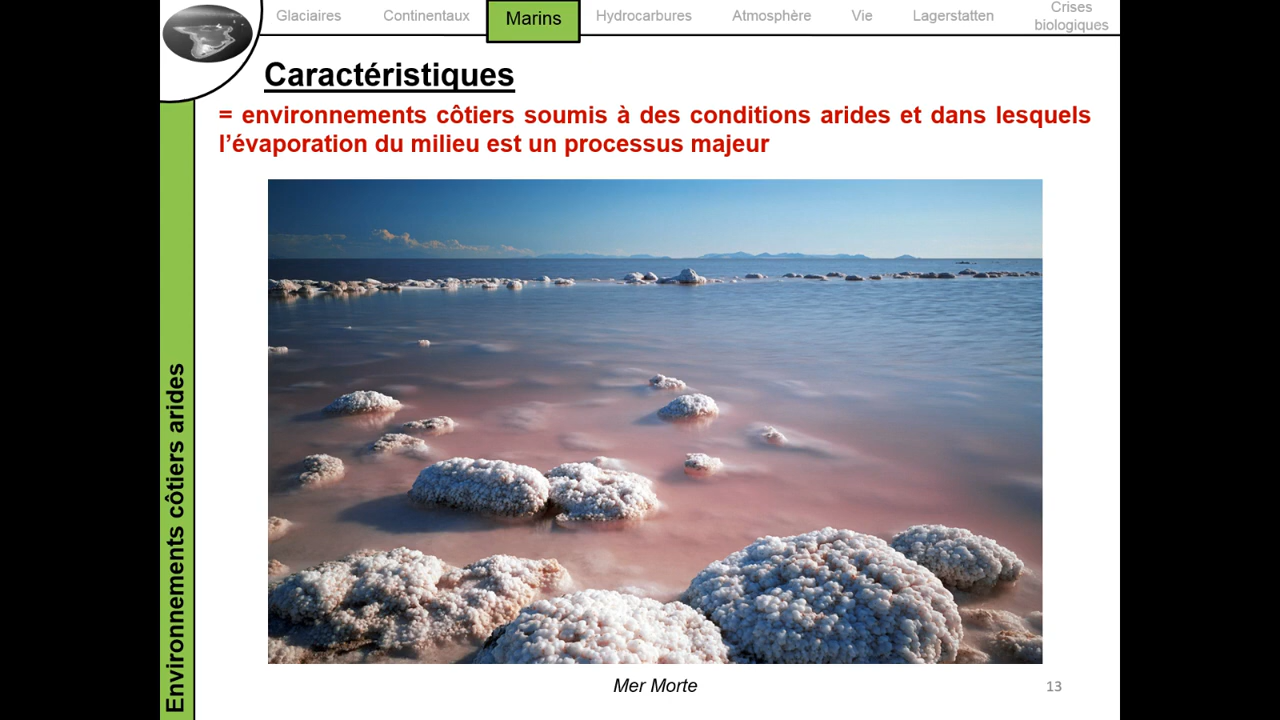 Glaciaires
Continentaux
Marins
Hydrocarbures
Atmosphère
Vie
Lagerstatten
Crises
biologiques
Caractéristiques
= environnements côtiers soumis à des conditions arides et dans lesquels
l’évaporation du milieu est un processus majeur
Environnements côtiers arides
Mer Morte
13